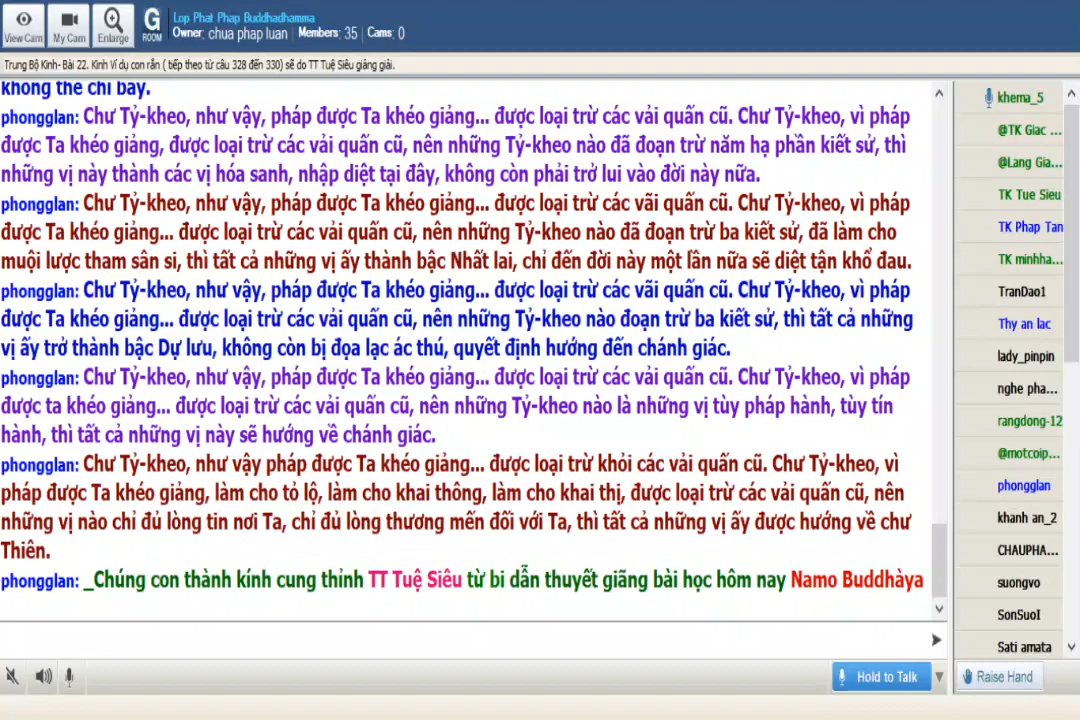 View Cam
My Cam
Enlarge
G ROOM
Lop Phat Phap Buddhadhamma
Owner: chua phap luan | Members: 35 | Cams: 0
Trung Bộ Kinh- Bài 22. Kinh Ví dụ con rắn ( tiếp theo từ câu 328 đến 330) sẽ do TT Tuệ Siêu giảng giải.
không thể chỉ bày.
phongglan: Chư Tỷ-kheo, như vậy, pháp được Ta khéo giảng... được loại trừ các vải quấn cũ. Chư Tỷ-kheo, vì pháp
được Ta khéo giảng, được loại trừ các vải quấn cũ, nên những Tỷ-kheo nào đã đoạn trừ năm hạ phần kiết sử, thì
những vị này thành các vị hóa sanh, nhập diệt tại đây, không còn phải trở lui vào đời này nữa.
phongglan: Chư Tỷ-kheo, như vậy, pháp được Ta khéo giảng... được loại trừ các vải quấn cũ. Chư Tỷ-kheo, vì pháp
được Ta khéo giảng... được loại trừ các vải quấn cũ, nên những Tỷ-kheo nào đã đoạn trừ ba kiết sử, đã làm cho
muội lược tham sân si, thì tất cả những vị ấy thành bậc Nhất lai, chỉ đến đời này một lần nữa sẽ diệt tận khổ đau.
phongglan: Chư Tỷ-kheo, như vậy, pháp được Ta khéo giảng... được loại trừ các vãi quấn cũ. Chư Tỷ-kheo, vì pháp
được Ta khéo giảng... được loại trừ các vải quấn cũ, nên những Tỷ-kheo nào đoạn trừ ba kiết sử, thì tất cả những
vị ấy trở thành bậc Dự lưu, không còn bị đọa lạc ác thú, quyết định hướng đến chánh giác.
phongglan: Chư Tỷ-kheo, như vậy, pháp được Ta khéo giảng... được loại trừ các vải quấn cũ. Chư Tỷ-kheo, vì pháp
được ta khéo giảng... được loại trừ các vải quấn cũ, nên những Tỷ-kheo nào là những vị tùy pháp hành, tùy tín
hành, thì tất cả những vị này sẽ hướng về chánh giác.
phongglan: Chư Tỷ-kheo, như vậy pháp được Ta khéo giảng... được loại trừ khỏi các vải quấn cũ. Chư Tỷ-kheo, vì
pháp được Ta khéo giảng, làm cho tỏ lộ, làm cho khai thông, làm cho khai thị, được loại trừ các vải quấn cũ, nên
những vị nào chỉ đủ lòng tin nơi Ta, chỉ đủ lòng thương mến đối với Ta, thì tất cả những vị ấy được hướng về chư
Thiên.
phongglan: _Chúng con thành kính cung thỉnh TT Tuệ Siêu từ bi dẫn thuyết giãng bài học hôm nay Namo Buddhàya
khema_5
@TK Giac ...
@Lang Gia...
TK Tue Sieu
TK Phap Tan
TK minhha...
TranDao1
Thy an lac
lady_pinpin
nghe pha...
rangdong-12
@motcoip...
phongglan
khanh an_2
CHAUPHA...
suongvo
SonSuoI
Sati amata
Hold to Talk
Raise Hand